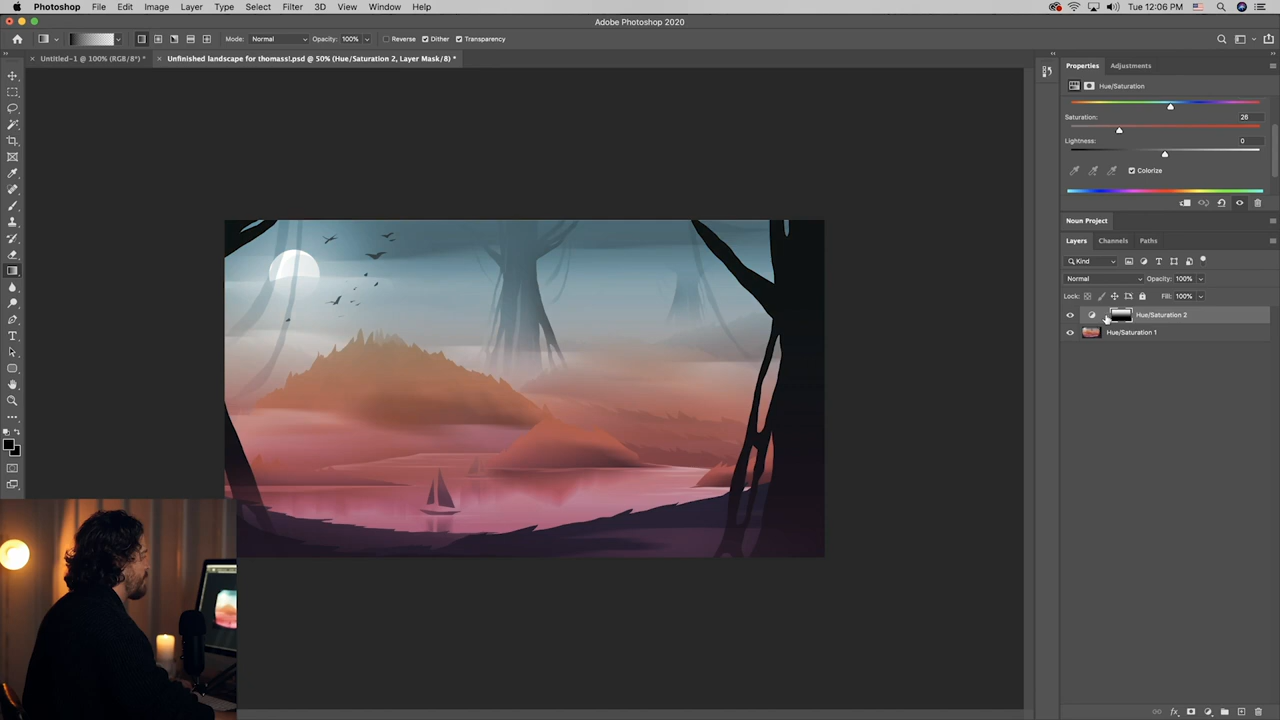 Photoshop File Edit Image Layer Type Select Filter 3D View Window Help Tue 12:06 PM
Adobe Photoshop 2020
Mode: Normal Opacity: 100% Reverse Dither Transparency
Untitled-1 @ 100% (RGB/8*) * Unfinished landscape for thomass!.psd @ 50% (Hue/Saturation 2, Layer Mask/8) *
Properties Adjustments
Hue/Saturation
Saturation: 26
Lightness: 0
Colorize
Noun Project
Layers Channels Paths
Kind
Normal Opacity: 100%
Lock: Fill: 100%
Hue/Saturation 2
Hue/Saturation 1
fx